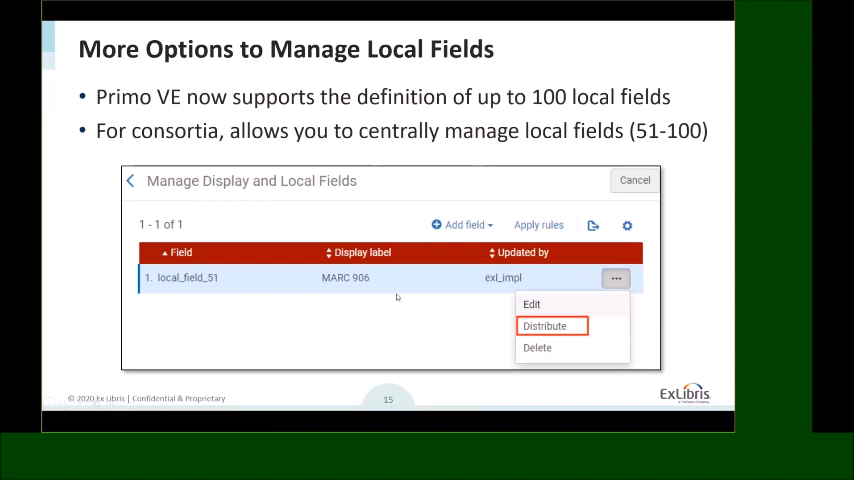 More Options to Manage Local Fields
• Primo VE now supports the definition of up to 100 local fields
• For consortia, allows you to centrally manage local fields (51-100)
Manage Display and Local Fields
Cancel
1 - 1 of 1
Add field
Apply rules
Field
Display label
Updated by
1. local_field_51
MARC 906
exl_impl
...
Edit
Distribute
Delete
© 2020 Ex Libris | Confidential & Proprietary
15
ExLibris